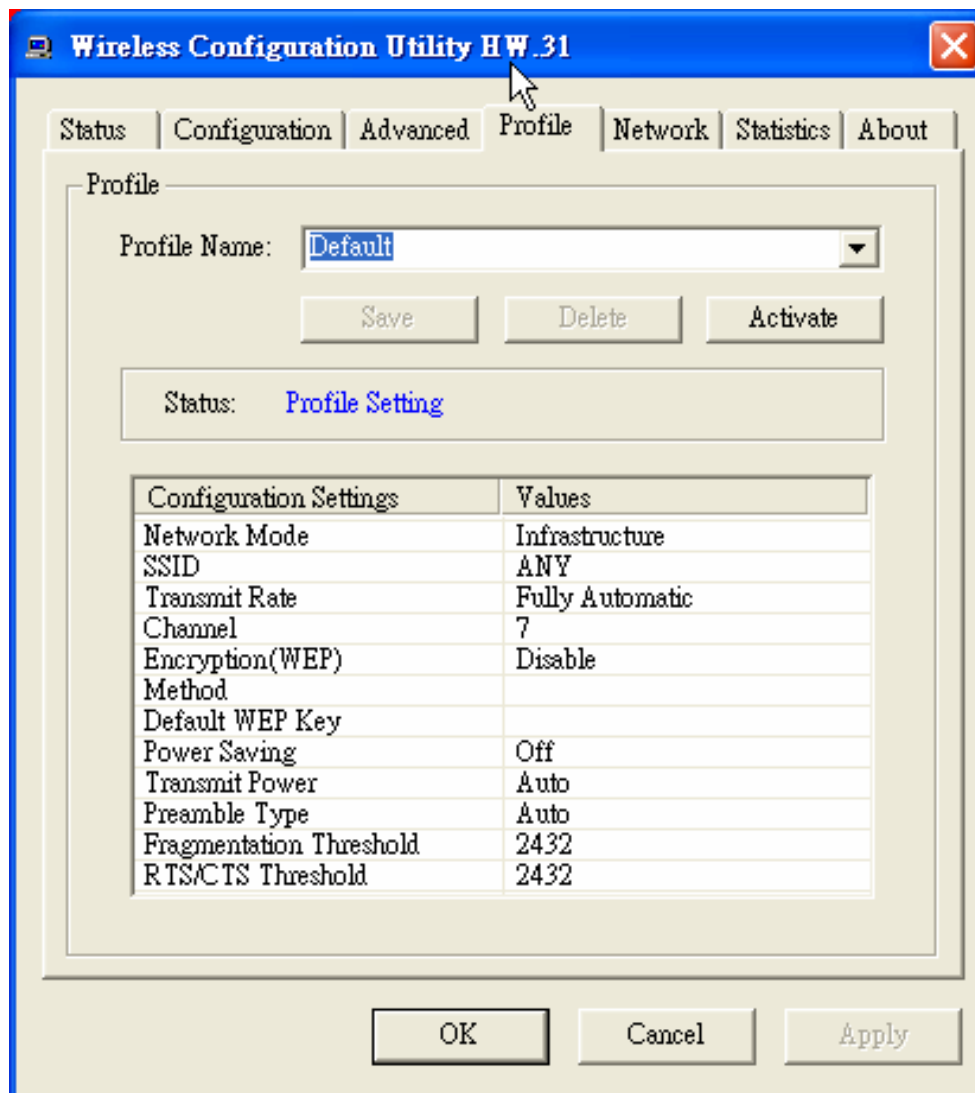 Wireless Configuration Utility HW.31
Status Configuration Advanced Profile Network Statistics About
Profile
Profile Name: Default
Save Delete Activate
Status: Profile Setting
Configuration Settings Values
Network Mode Infrastructure
SSID ANY
Transmit Rate Fully Automatic
Channel 7
Encryption(WEP) Disable
Method
Default WEP Key
Power Saving Off
Transmit Power Auto
Preamble Type Auto
Fragmentation Threshold 2432
RTS/CTS Threshold 2432
OK Cancel Apply